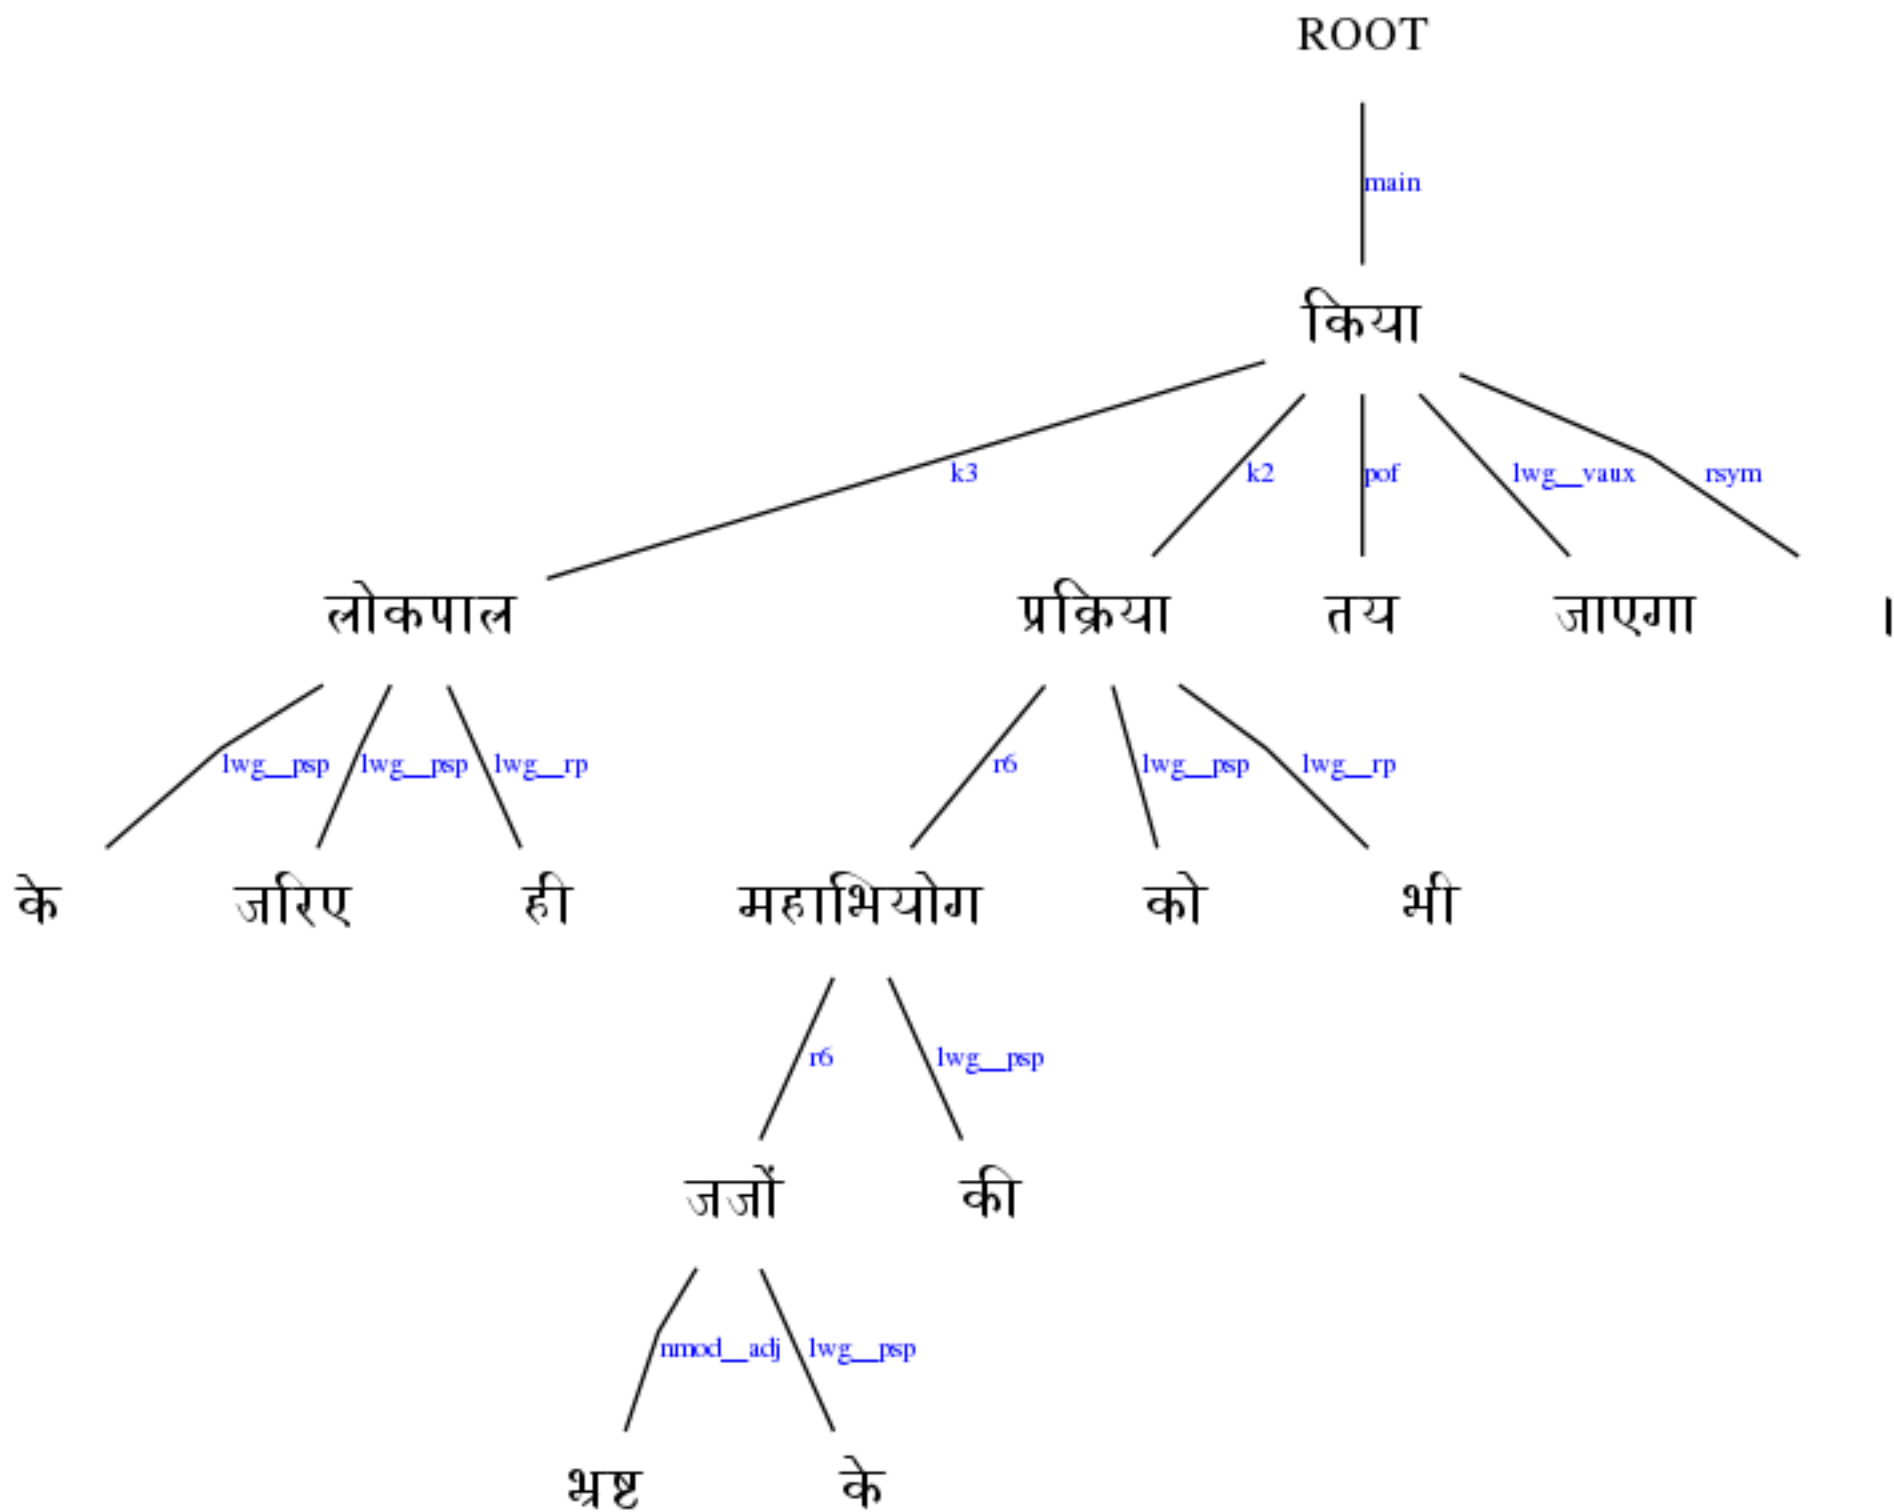 ROOT
main
किया
k3 k2 pof lwg__vaux rsym
लोकपाल प्रक्रिया तय जाएगा ।
lwg__psp lwg__psp lwg__rp r6 lwg__psp lwg__rp
के जरिए ही महाभियोग को भी
r6 lwg__psp
जजों की
nmod__adj lwg__psp
भ्रष्ट के